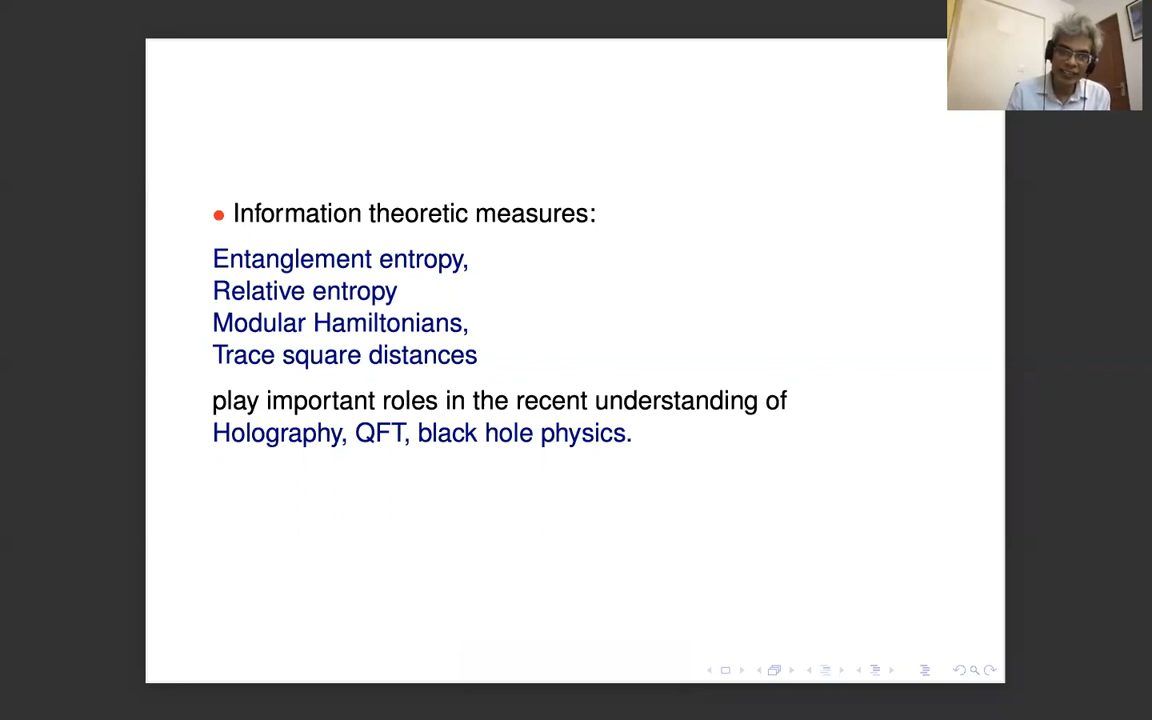 Information theoretic measures:
Entanglement entropy,
Relative entropy
Modular Hamiltonians,
Trace square distances
play important roles in the recent understanding of
Holography, QFT, black hole physics.